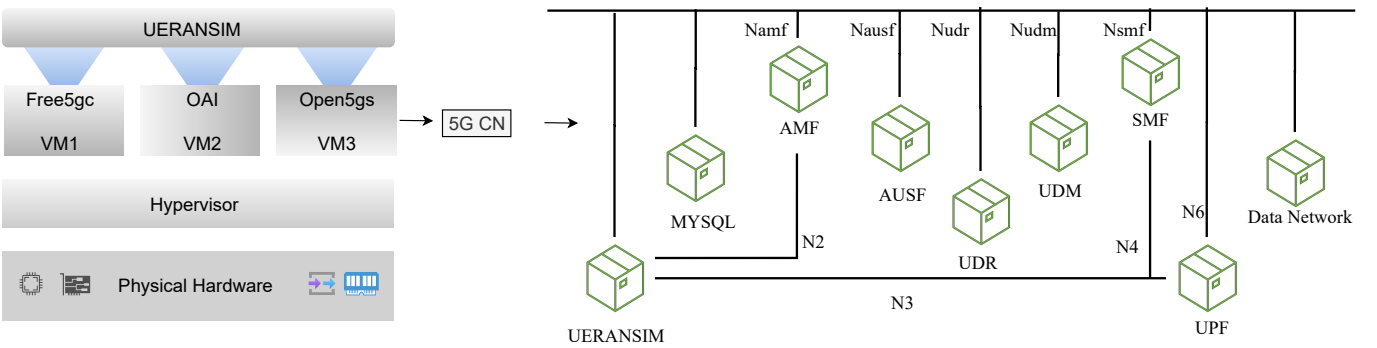 UERANSIM
Free5gc
VM1
OAI
VM2
Open5gs
VM3
Hypervisor
Physical Hardware
5G CN
Namf
Nausf
Nudr
Nudm
Nsmf
AMF
SMF
MYSQL
AUSF
UDM
UDR
Data Network
N2
N4
N6
N3
UERANSIM
UPF